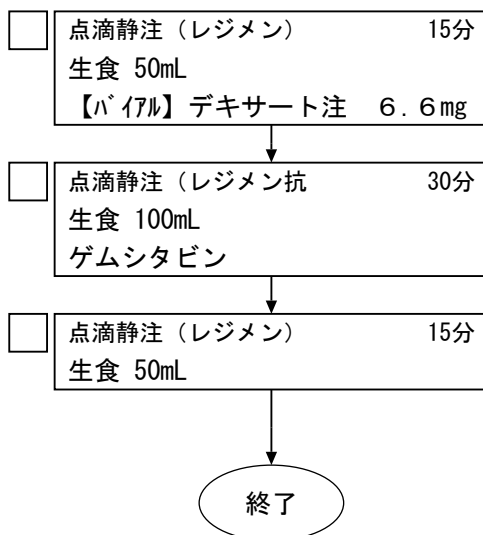 点滴静注（レジメン） 15分
生食 50mL
【ﾊﾞｲｱﾙ】デキサート注　６．６mg
点滴静注（レジメン抗 30分
生食 100mL
ゲムシタビン
点滴静注（レジメン） 15分
生食 50mL
終了